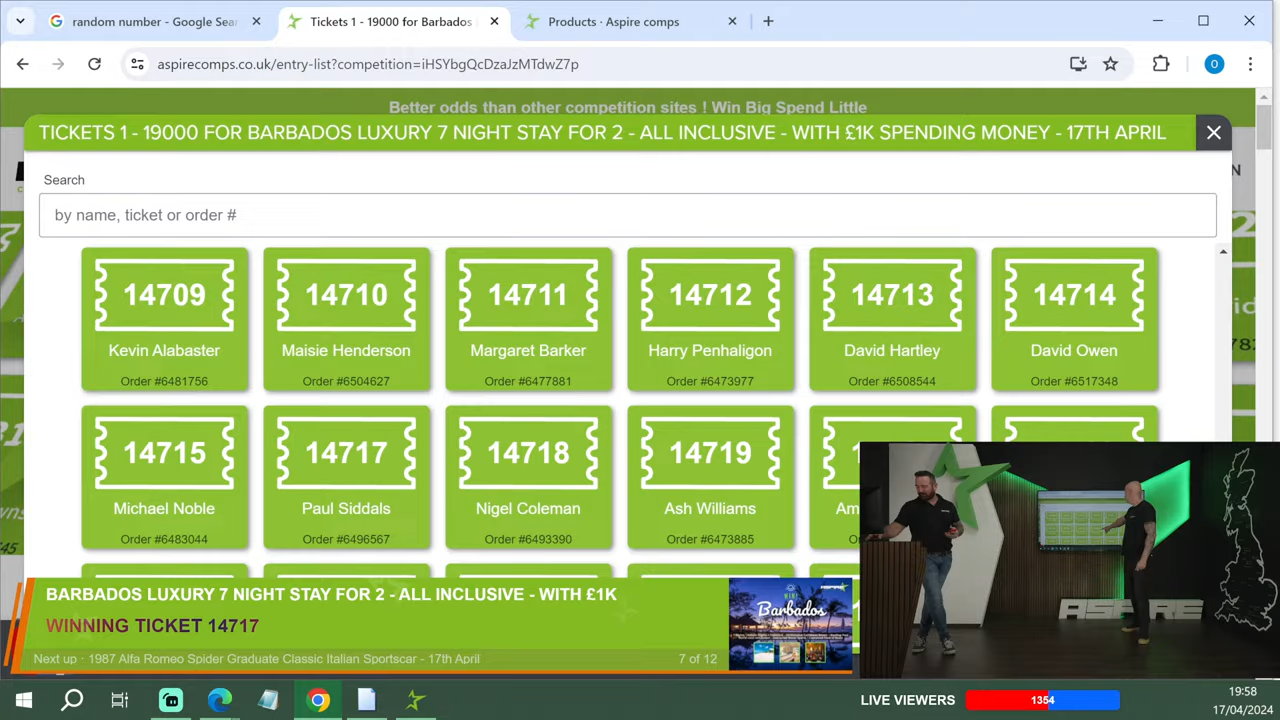 random number - Google Sear
Tickets 1 - 19000 for Barbados
Products · Aspire comps
aspirecomps.co.uk/entry-list?competition=iHSYbgQcDzaJzMTdwZ7p
O
Better odds than other competition sites ! Win Big Spend Little
TICKETS 1 - 19000 FOR BARBADOS LUXURY 7 NIGHT STAY FOR 2 - ALL INCLUSIVE - WITH £1K SPENDING MONEY - 17TH APRIL
Search
by name, ticket or order #
14709 14710 14711 14712 14713 14714
Kevin Alabaster Maisie Henderson Margaret Barker Harry Penhaligon David Hartley David Owen
Order #6481756 Order #6504627 Order #6477881 Order #6473977 Order #6508544 Order #6517348
14715 14717 14718 14719
Michael Noble Paul Siddals Nigel Coleman Ash Williams Am
Order #6483044 Order #6496567 Order #6493390 Order #6473885
BARBADOS LUXURY 7 NIGHT STAY FOR 2 - ALL INCLUSIVE - WITH £1K
WINNING TICKET 14717
Next up · 1987 Alfa Romeo Spider Graduate Classic Italian Sportscar - 17th April
7 of 12
WIN!
Barbados
ASPIRE
LIVE VIEWERS 1354
19:58
17/04/2024